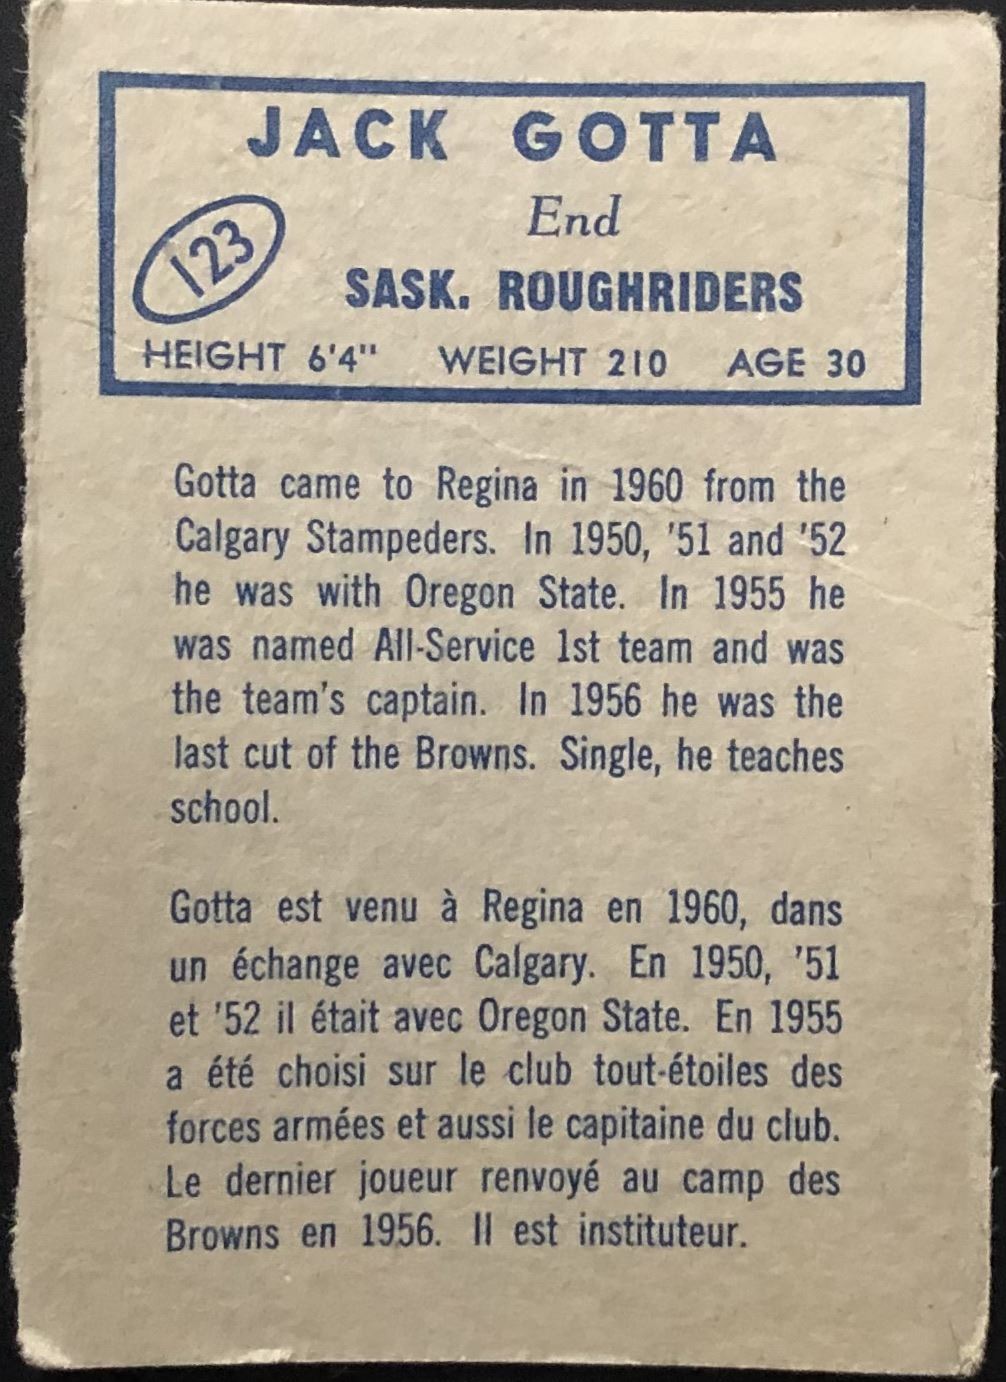 JACK GOTTA
End
123
SASK. ROUGHRIDERS
HEIGHT 6'4" WEIGHT 210 AGE 30
Gotta came to Regina in 1960 from the
Calgary Stampeders. In 1950, '51 and '52
he was with Oregon State. In 1955 he
was named All-Service 1st team and was
the team's captain. In 1956 he was the
last cut of the Browns. Single, he teaches
school.
Gotta est venu à Regina en 1960, dans
un échange avec Calgary. En 1950, '51
et '52 il était avec Oregon State. En 1955
a été choisi sur le club tout-étoiles des
forces armées et aussi le capitaine du club.
Le dernier joueur renvoyé au camp des
Browns en 1956. Il est instituteur.